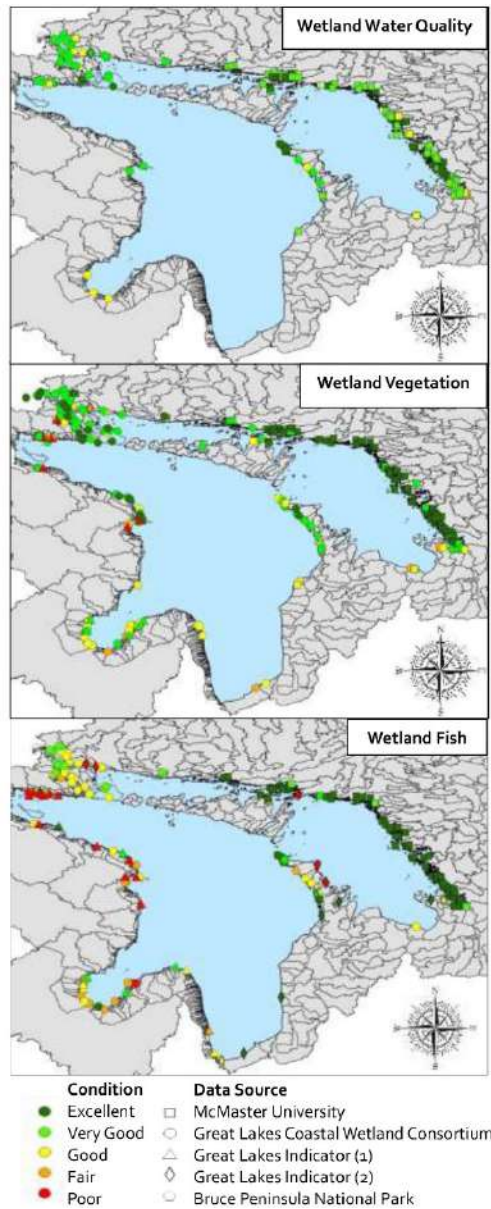 Wetland Water Quality
N
Wetland Vegetation
N
Wetland Fish
N
Condition
Data Source
Excellent
McMaster University
Very Good
Great Lakes Coastal Wetland Consortium
Good
Great Lakes Indicator (1)
Fair
Great Lakes Indicator (2)
Poor
Bruce Peninsula National Park